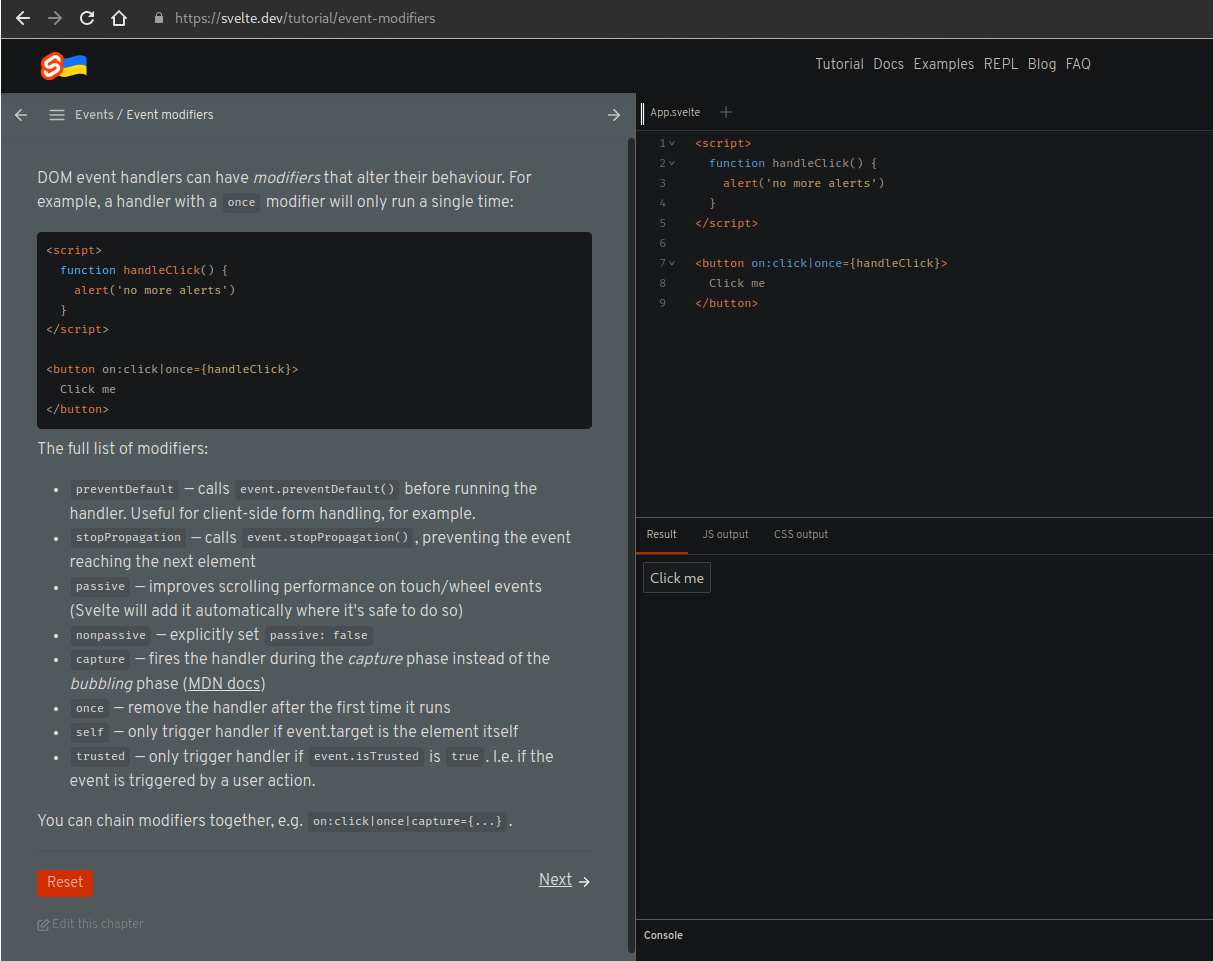 https://svelte.dev/tutorial/event-modifiers
Tutorial Docs Examples REPL Blog FAQ
Events / Event modifiers
DOM event handlers can have modifiers that alter their behaviour. For
example, a handler with a once modifier will only run a single time:
<script>
function handleClick() {
alert('no more alerts')
}
</script>
<button on:click|once={handleClick}>
Click me
</button>
The full list of modifiers:
• preventDefault — calls event.preventDefault() before running the
handler. Useful for client-side form handling, for example.
• stopPropagation — calls event.stopPropagation() , preventing the event
reaching the next element
• passive — improves scrolling performance on touch/wheel events
(Svelte will add it automatically where it's safe to do so)
• nonpassive — explicitly set passive: false
• capture — fires the handler during the capture phase instead of the
bubbling phase (MDN docs)
• once — remove the handler after the first time it runs
• self — only trigger handler if event.target is the element itself
• trusted — only trigger handler if event.isTrusted is true . I.e. if the
event is triggered by a user action.
You can chain modifiers together, e.g. on:click|once|capture={...} .
Reset
Next →
Edit this chapter
App.svelte +
1 <script>
2 function handleClick() {
3 alert('no more alerts')
4 }
5 </script>
6
7 <button on:click|once={handleClick}>
8 Click me
9 </button>
Result JS output CSS output
Click me
Console